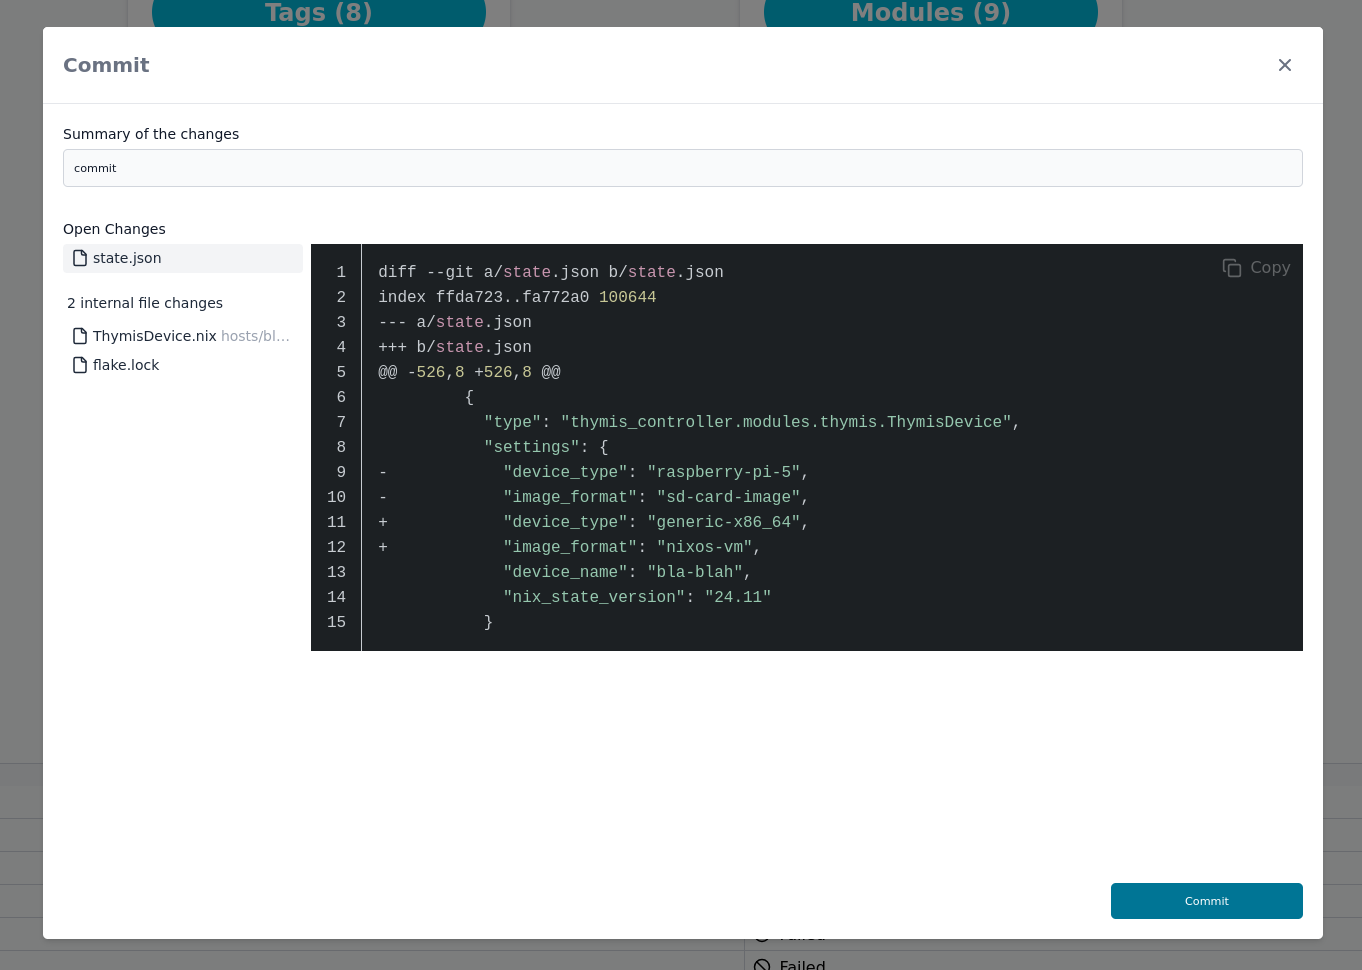 Tags (8)
Modules (9)
Commit
Summary of the changes
commit
Open Changes
state.json
2 internal file changes
ThymisDevice.nix hosts/bl...
flake.lock
Copy
1 diff --git a/state.json b/state.json
2 index ffda723..fa772a0 100644
3 --- a/state.json
4 +++ b/state.json
5 @@ -526,8 +526,8 @@
6 {
7 "type": "thymis_controller.modules.thymis.ThymisDevice",
8 "settings": {
9 - "device_type": "raspberry-pi-5",
10 - "image_format": "sd-card-image",
11 + "device_type": "generic-x86_64",
12 + "image_format": "nixos-vm",
13 "device_name": "bla-blah",
14 "nix_state_version": "24.11"
15 }
Commit
Failed